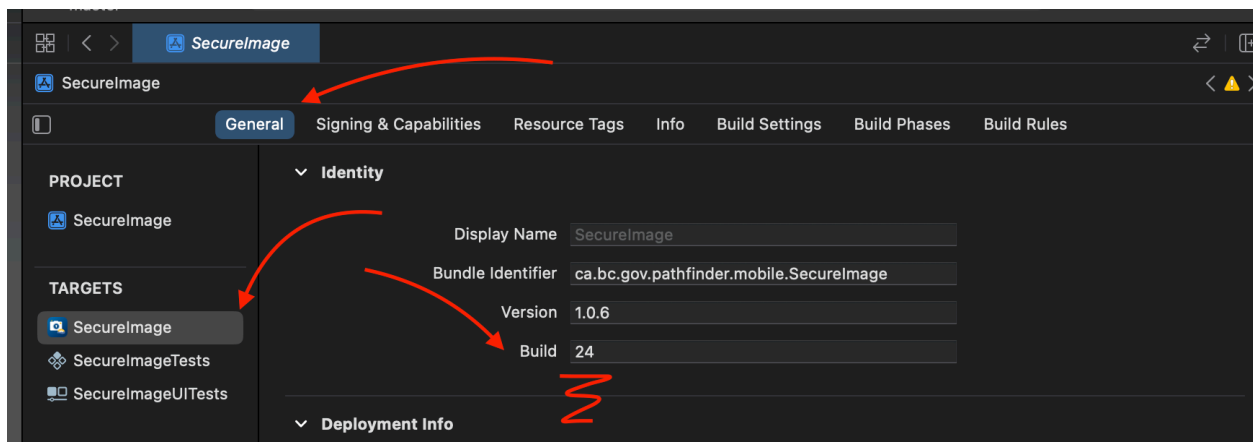 SecureImage
SecureImage
General Signing & Capabilities Resource Tags Info Build Settings Build Phases Build Rules
PROJECT
SecureImage
TARGETS
SecureImage
SecureImageTests
SecureImageUITests
Identity
Display Name SecureImage
Bundle Identifier ca.bc.gov.pathfinder.mobile.SecureImage
Version 1.0.6
Build 24
Deployment Info